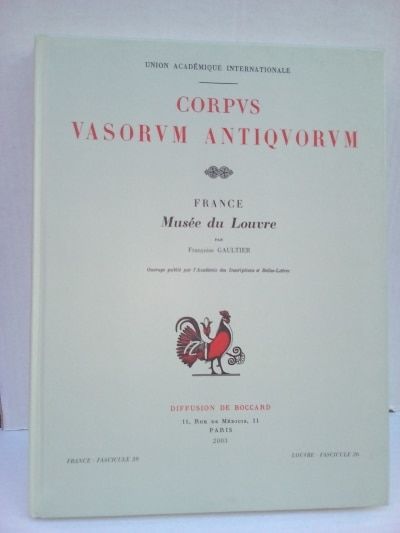 UNION ACADÉMIQUE INTERNATIONALE
CORPVS
VASORVM ANTIQVORVM
FRANCE
Musée du Louvre
PAR
Françoise GAULTIER
Ouvrage publié par l'Académie des Inscriptions et Belles-Lettres
DIFFUSION DE BOCCARD
11, RUE DE MÉDICIS, 11
PARIS
2003
FRANCE - FASCICULE 39
LOUVRE - FASCICULE 26